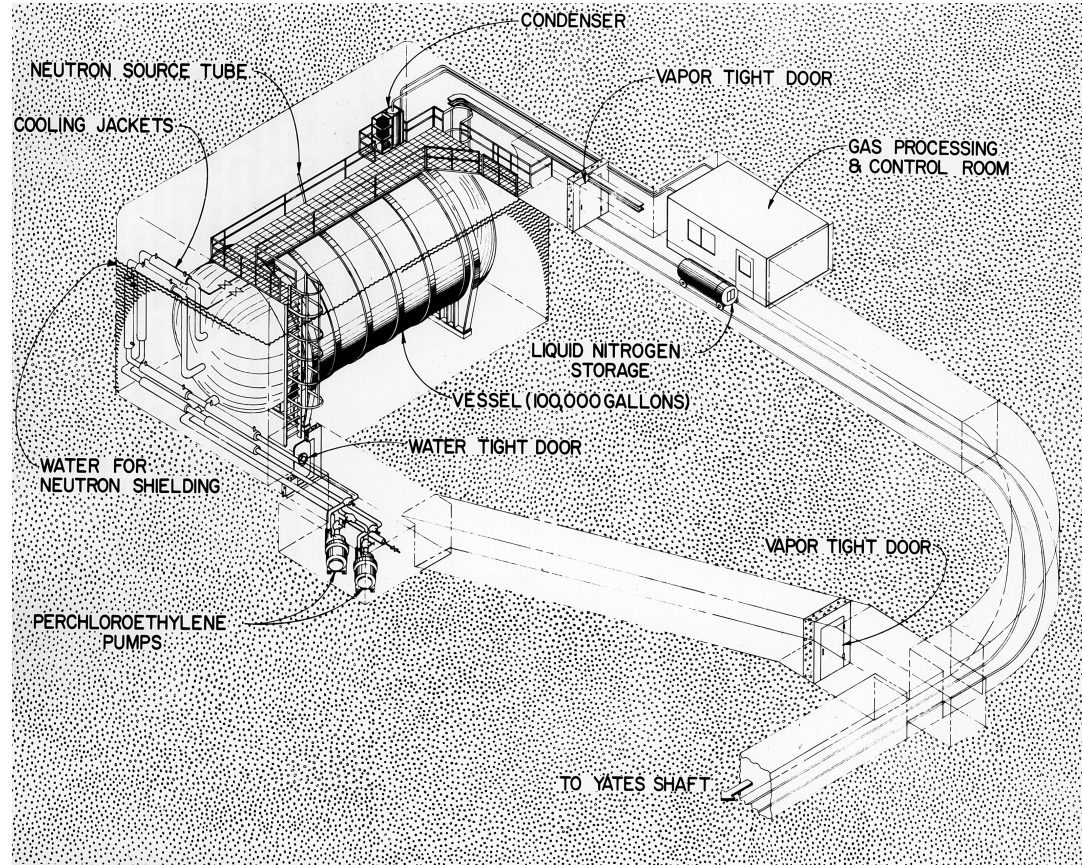 CONDENSER
NEUTRON SOURCE TUBE
VAPOR TIGHT DOOR
COOLING JACKETS
GAS PROCESSING
& CONTROL ROOM
LIQUID NITROGEN
STORAGE
VESSEL (100,000 GALLONS)
WATER TIGHT DOOR
WATER FOR
NEUTRON SHIELDING
VAPOR TIGHT DOOR
PERCHLOROETHYLENE
PUMPS
TO YATES SHAFT